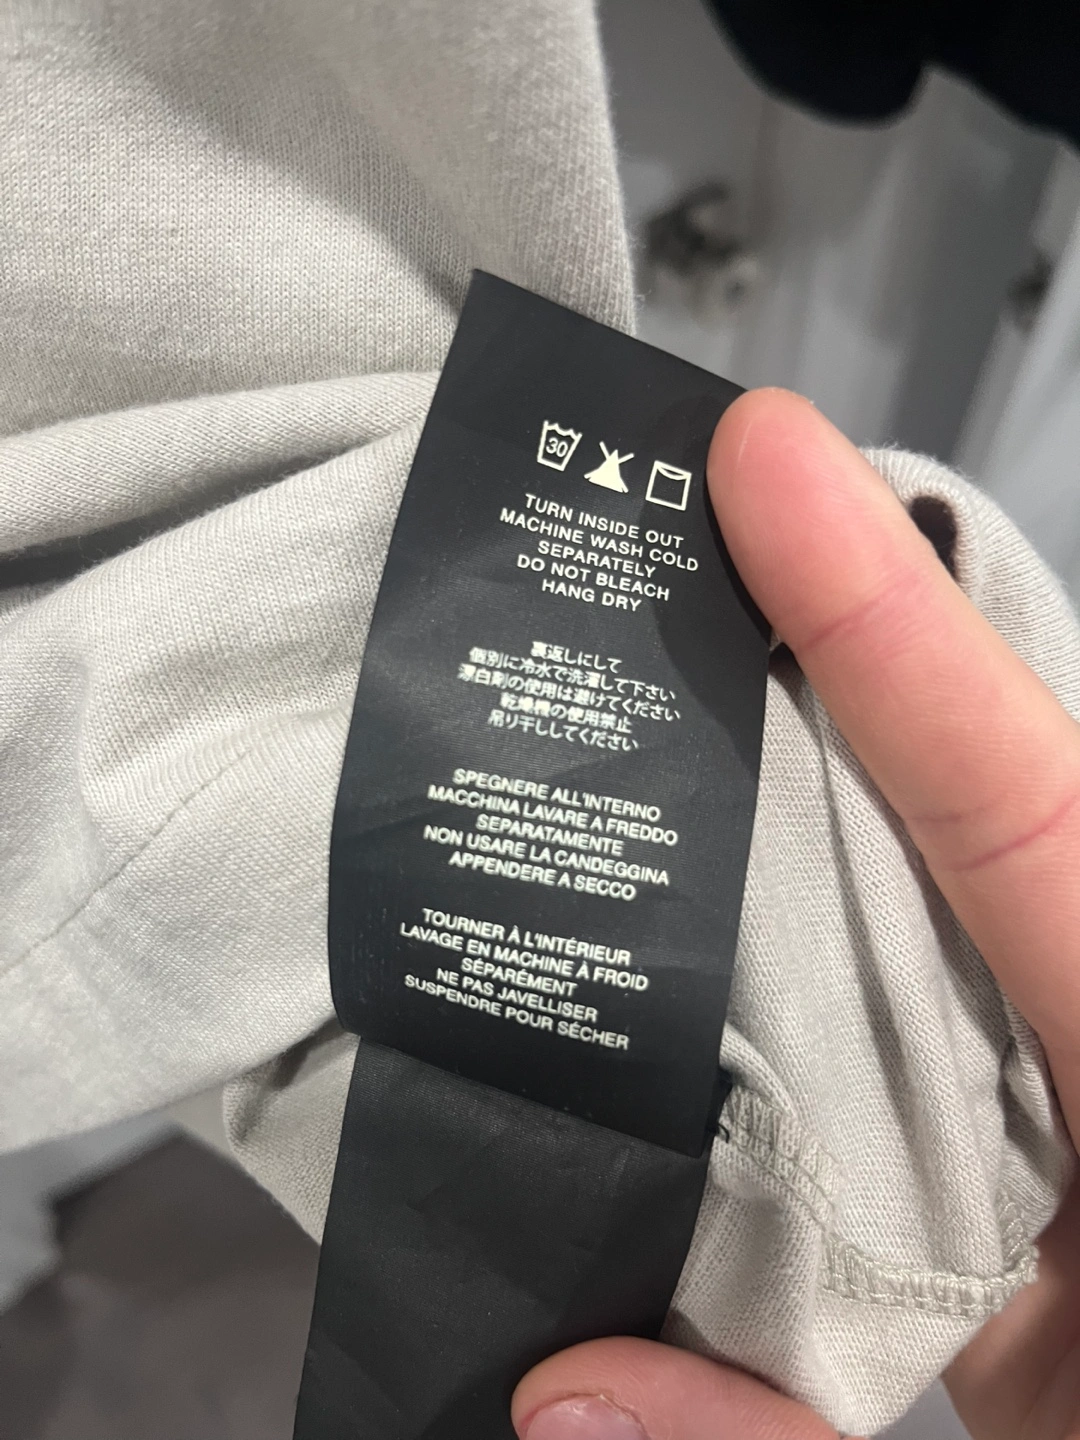 30
TURN INSIDE OUT
MACHINE WASH COLD
SEPARATELY
DO NOT BLEACH
HANG DRY
裏返しにして
個別に冷水で洗濯して下さい
漂白剤の使用は避けてください
乾燥機の使用禁止
吊り干ししてください
SPEGNERE ALL'INTERNO
MACCHINA LAVARE A FREDDO
SEPARATAMENTE
NON USARE LA CANDEGGINA
APPENDERE A SECCO
TOURNER À L'INTÉRIEUR
LAVAGE EN MACHINE À FROID
SÉPARÉMENT
NE PAS JAVELLISER
SUSPENDRE POUR SÉCHER